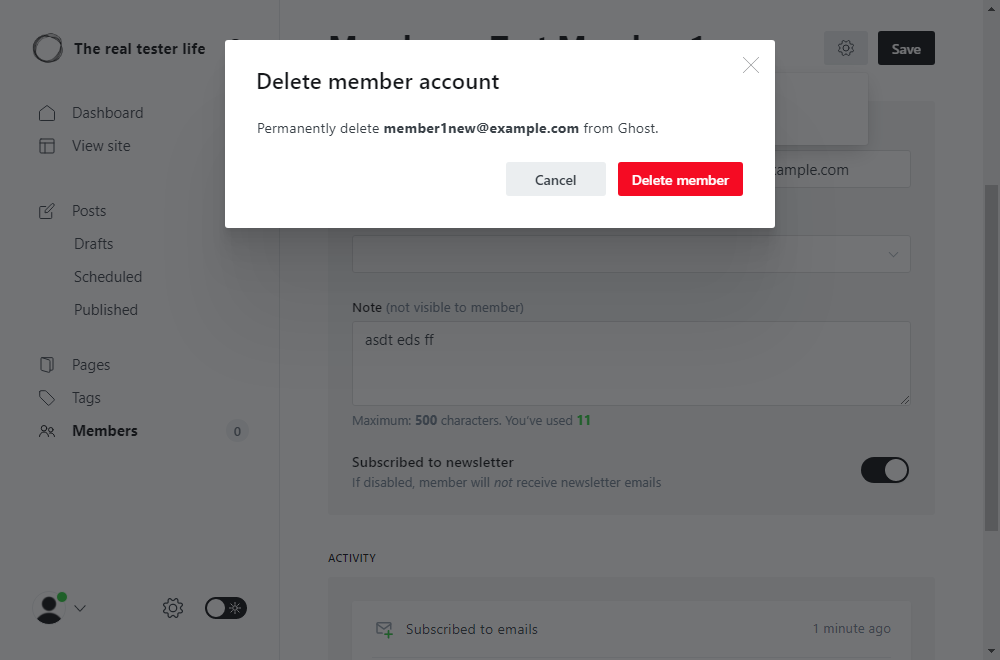 The real tester life
Dashboard
View site
Posts
Drafts
Scheduled
Published
Pages
Tags
Members
0
Save
Delete member account
Permanently delete member1new@example.com from Ghost.
Cancel
Delete member
ample.com
Note (not visible to member)
asdt eds ff
Maximum: 500 characters. You've used 11
Subscribed to newsletter
If disabled, member will not receive newsletter emails
ACTIVITY
Subscribed to emails
1 minute ago